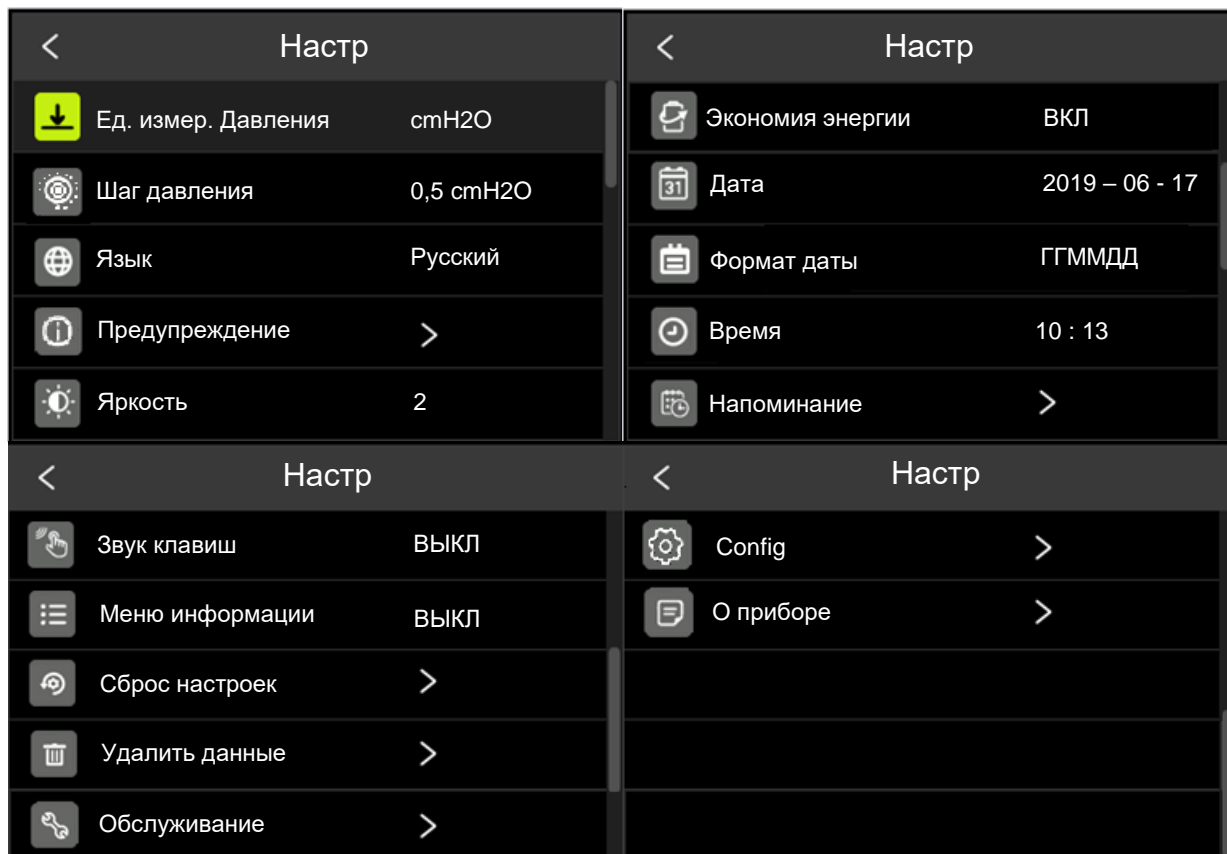 Настр
Ед. измер. Давления cmH2O
Шаг давления 0,5 cmH2O
Язык Русский
Предупреждение >
Яркость 2
Настр
Экономия энергии ВКЛ
31 Дата 2019 – 06 - 17
Формат даты ГГММДД
Время 10 : 13
Напоминание >
Настр
Звук клавиш ВЫКЛ
Меню информации ВЫКЛ
Сброс настроек >
Удалить данные >
Обслуживание >
Настр
Config >
О приборе >